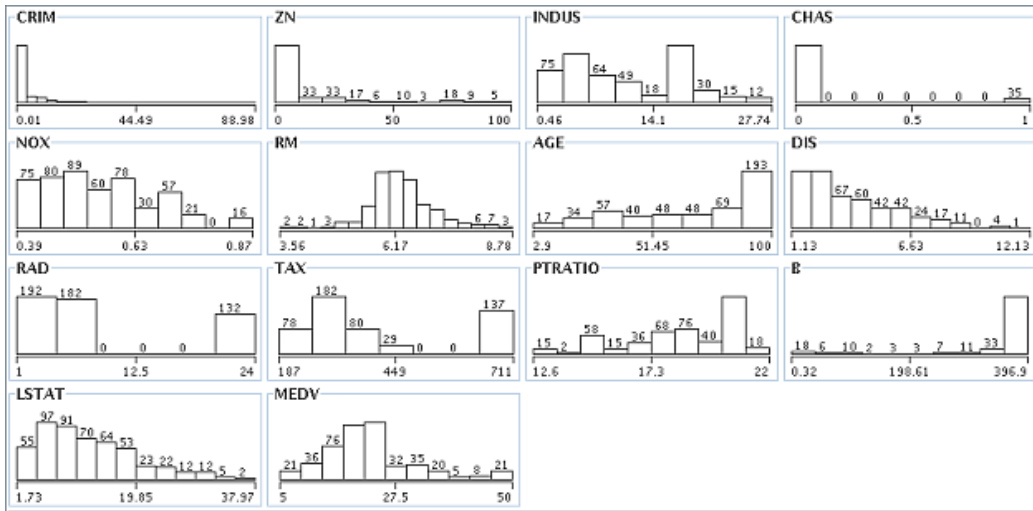 CRIM
0.01 44.49 88.98
ZN
33 33 17 6 10 3 18 9 5
0 50 100
INDUS
75 64 49 18 30 15 12
0.46 14.1 27.74
CHAS
0 0 0 0 0 0 0 35
0 0.5 1
NOX
75 80 89 60 78 30 57 21 0 16
0.39 0.63 0.87
RM
2 2 1 3 6 7 3
3.56 6.17 8.78
AGE
17 34 57 40 48 48 69 193
2.9 51.45 100
DIS
67 60 42 42 24 17 11 0 4 1
1.13 6.63 12.13
RAD
192 182 0 0 0 132
1 12.5 24
TAX
78 182 80 29 0 0 137
187 449 711
PTRATIO
15 2 58 15 36 68 76 40 18
12.6 17.3 22
B
18 6 10 2 3 3 7 11 33
0.32 198.61 396.9
LSTAT
55 97 91 70 64 53 23 22 12 12 5 2
1.73 19.85 37.97
MEDV
21 36 76 32 35 20 5 8 21
5 27.5 50